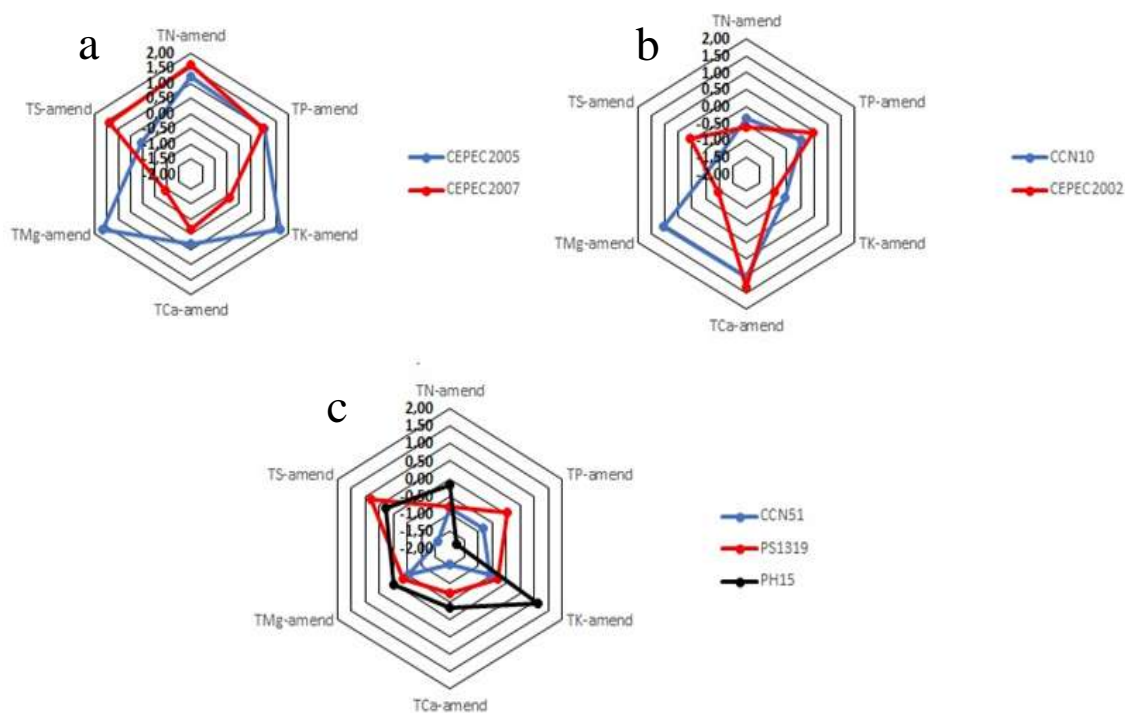 a
TN-amend
2,00
1,50
1,00
0,50
0,00
-0,50
-1,00
-1,50
-2,00
TS-amend
TP-amend
TMg-amend
TK-amend
TCa-amend
CEPEC2005
CEPEC2007
b
TN-amend
2,00
1,50
1,00
0,50
0,00
-0,50
-1,00
-1,50
-2,00
TS-amend
TP-amend
TMg-amend
TK-amend
TCa-amend
CCN10
CEPEC2002
c
TN-amend
2,00
1,50
1,00
0,50
0,00
-0,50
-1,00
-1,50
-2,00
TS-amend
TP-amend
TMg-amend
TK-amend
TCa-amend
CCN51
PS1319
PH15